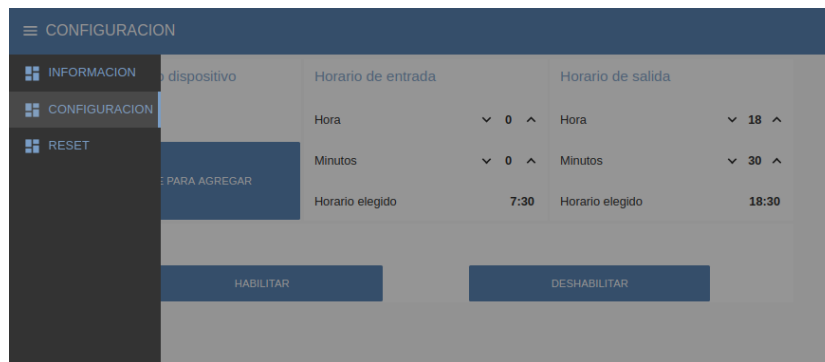 CONFIGURACION
INFORMACION
CONFIGURACION
RESET
dispositivo
PARA AGREGAR
Horario de entrada
Hora 0
Minutos 0
Horario elegido 7:30
Horario de salida
Hora 18
Minutos 30
Horario elegido 18:30
HABILITAR
DESHABILITAR